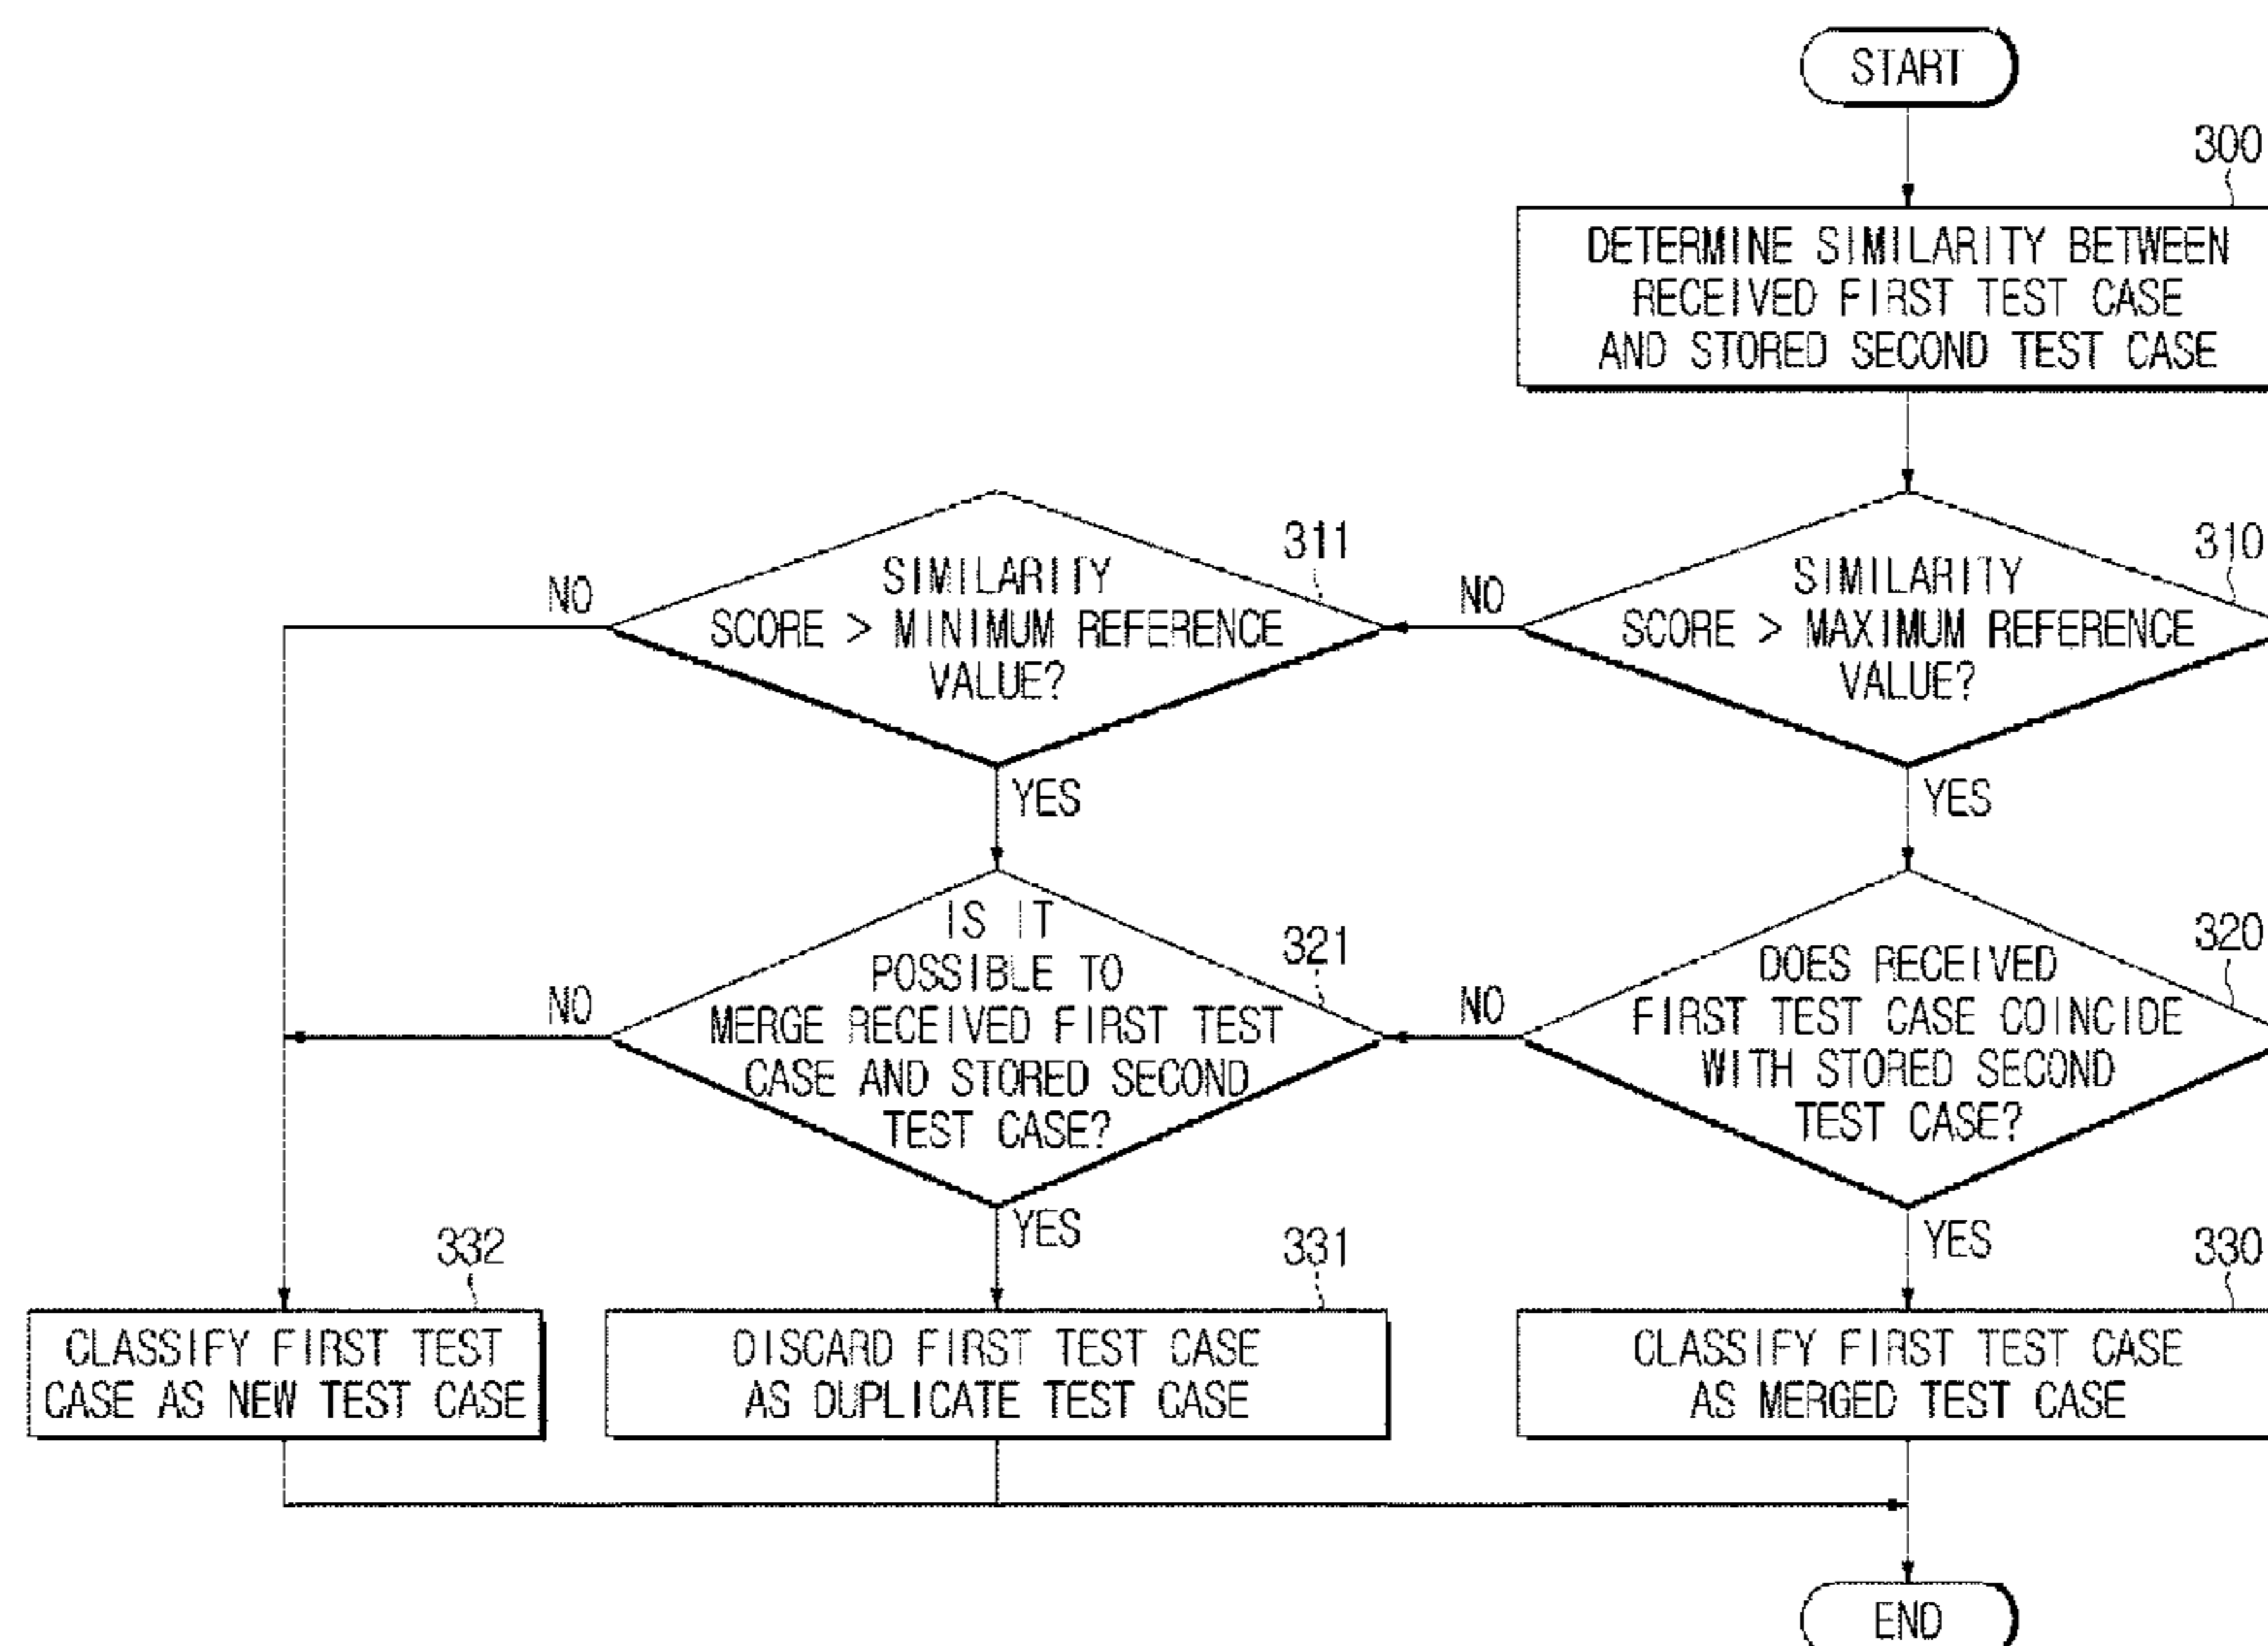 START
300
DETERMINE SIMILARITY BETWEEN
RECEIVED FIRST TEST CASE
AND STORED SECOND TEST CASE
310
SIMILARITY
SCORE > MAXIMUM REFERENCE
VALUE?
NO
YES
311
SIMILARITY
SCORE > MINIMUM REFERENCE
VALUE?
NO
YES
320
DOES RECEIVED
FIRST TEST CASE COINCIDE
WITH STORED SECOND
TEST CASE?
NO
YES
321
IS IT
POSSIBLE TO
MERGE RECEIVED FIRST TEST
CASE AND STORED SECOND
TEST CASE?
NO
YES
332
CLASSIFY FIRST TEST
CASE AS NEW TEST CASE
331
DISCARD FIRST TEST CASE
AS DUPLICATE TEST CASE
330
CLASSIFY FIRST TEST CASE
AS MERGED TEST CASE
END